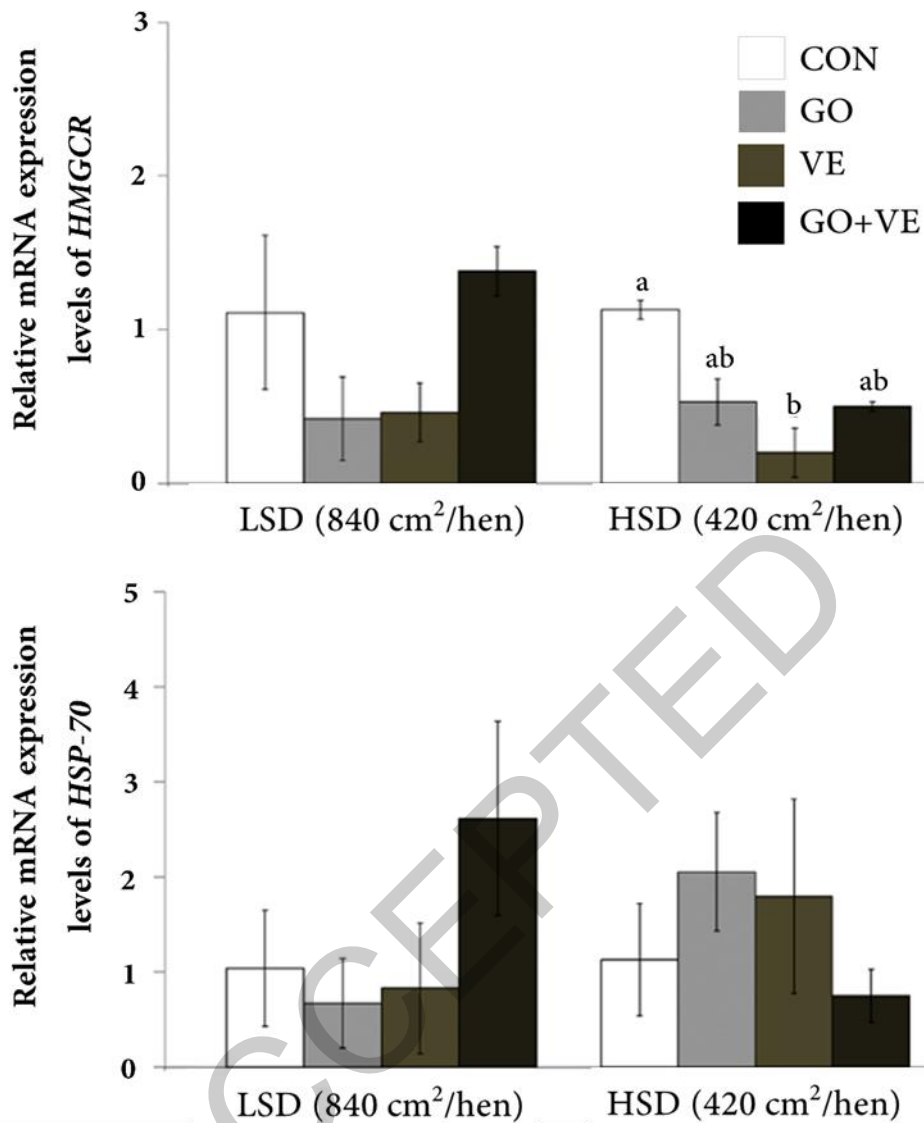 Relative mRNA expression
levels of HMGCR
3
2
1
0
CON
GO
VE
GO+VE
a
ab
b
ab
LSD (840 cm²/hen)
HSD (420 cm²/hen)
Relative mRNA expression
levels of HSP-70
5
4
3
2
1
0
LSD (840 cm²/hen)
HSD (420 cm²/hen)
CCEPTED